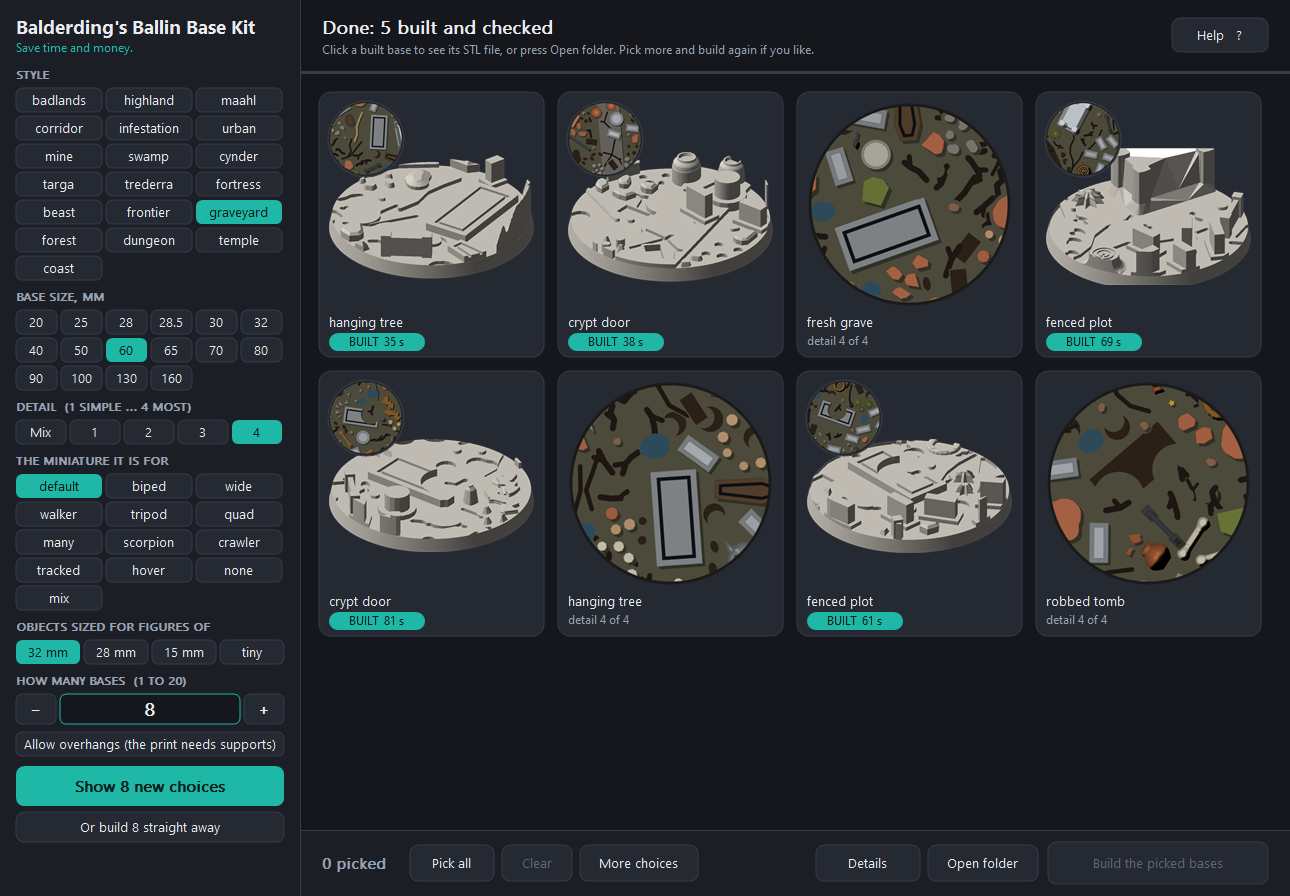 Balderding's Ballin Base Kit
Save time and money.
STYLE
badlands highland maahl
corridor infestation urban
mine swamp cynder
targa trederra fortress
beast frontier graveyard
forest dungeon temple
coast
BASE SIZE, MM
20 25 28 28.5 30 32
40 50 60 65 70 80
90 100 130 160
DETAIL (1 SIMPLE ... 4 MOST)
Mix 1 2 3 4
THE MINIATURE IT IS FOR
default biped wide
walker tripod quad
many scorpion crawler
tracked hover none
mix
OBJECTS SIZED FOR FIGURES OF
32 mm 28 mm 15 mm tiny
HOW MANY BASES (1 TO 20)
− 8 +
Allow overhangs (the print needs supports)
Show 8 new choices
Or build 8 straight away
Done: 5 built and checked
Click a built base to see its STL file, or press Open folder. Pick more and build again if you like.
Help ?
hanging tree
BUILT 35 s
crypt door
BUILT 38 s
fresh grave
detail 4 of 4
fenced plot
BUILT 69 s
crypt door
BUILT 81 s
hanging tree
detail 4 of 4
fenced plot
BUILT 61 s
robbed tomb
detail 4 of 4
0 picked Pick all Clear More choices Details Open folder Build the picked bases